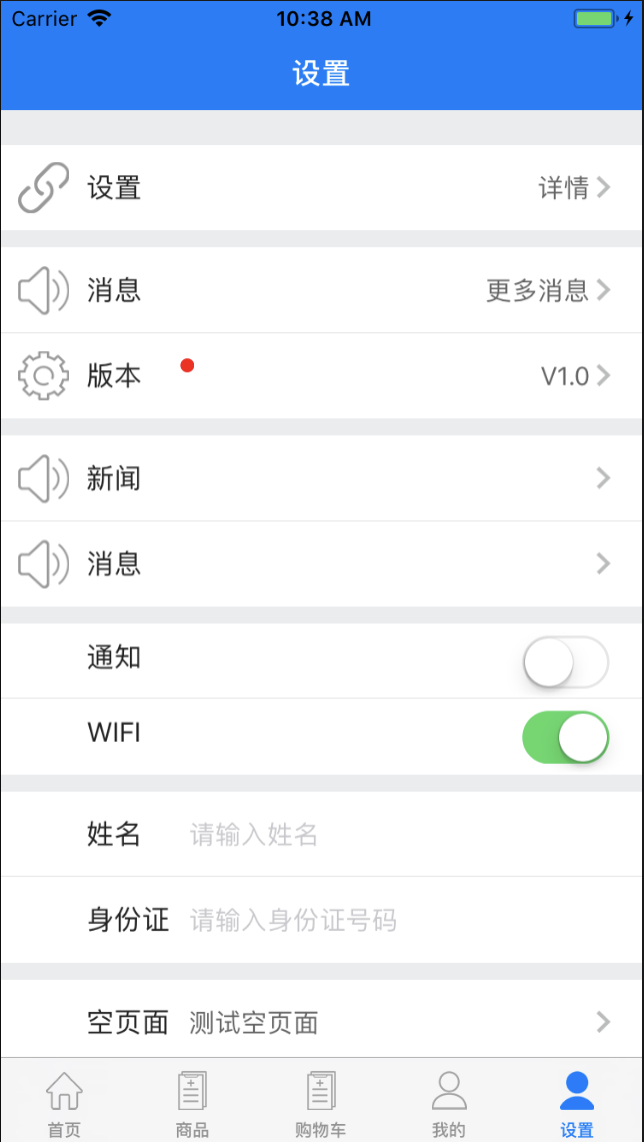 Carrier 10:38 AM
设置
设置 详情
消息 更多消息
版本 V1.0
新闻
消息
通知
WIFI
姓名 请输入姓名
身份证 请输入身份证号码
空页面 测试空页面
首页 商品 购物车 我的 设置